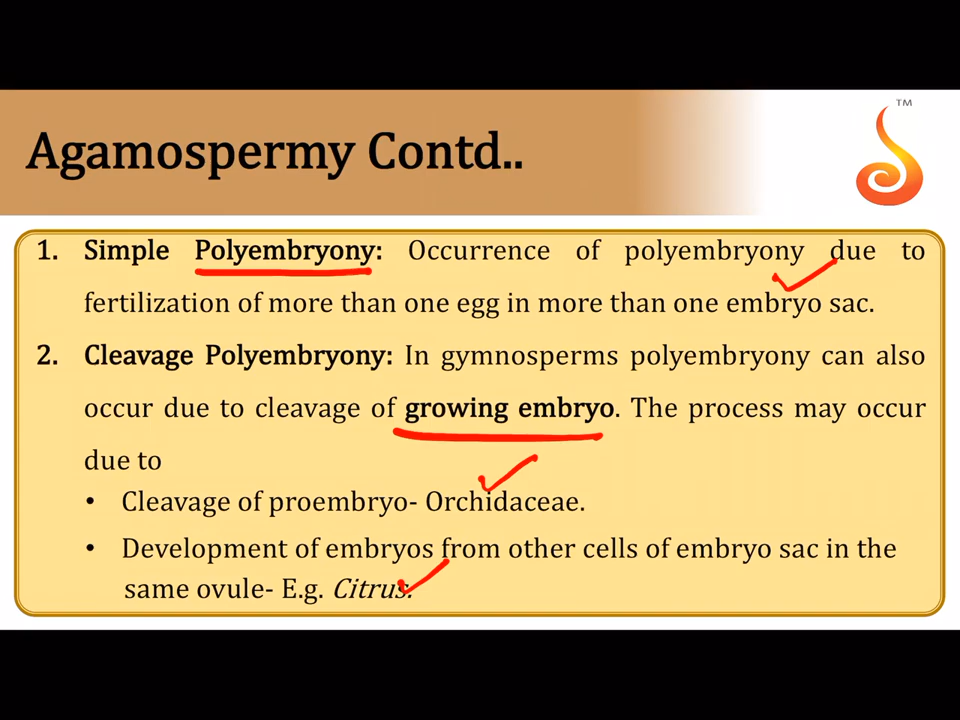 TM
Agamospermy Contd..
1. Simple Polyembryony: Occurrence of polyembryony due to
fertilization of more than one egg in more than one embryo sac.
2. Cleavage Polyembryony: In gymnosperms polyembryony can also
occur due to cleavage of growing embryo. The process may occur
due to
• Cleavage of proembryo- Orchidaceae.
• Development of embryos from other cells of embryo sac in the
same ovule- E.g. Citrus.